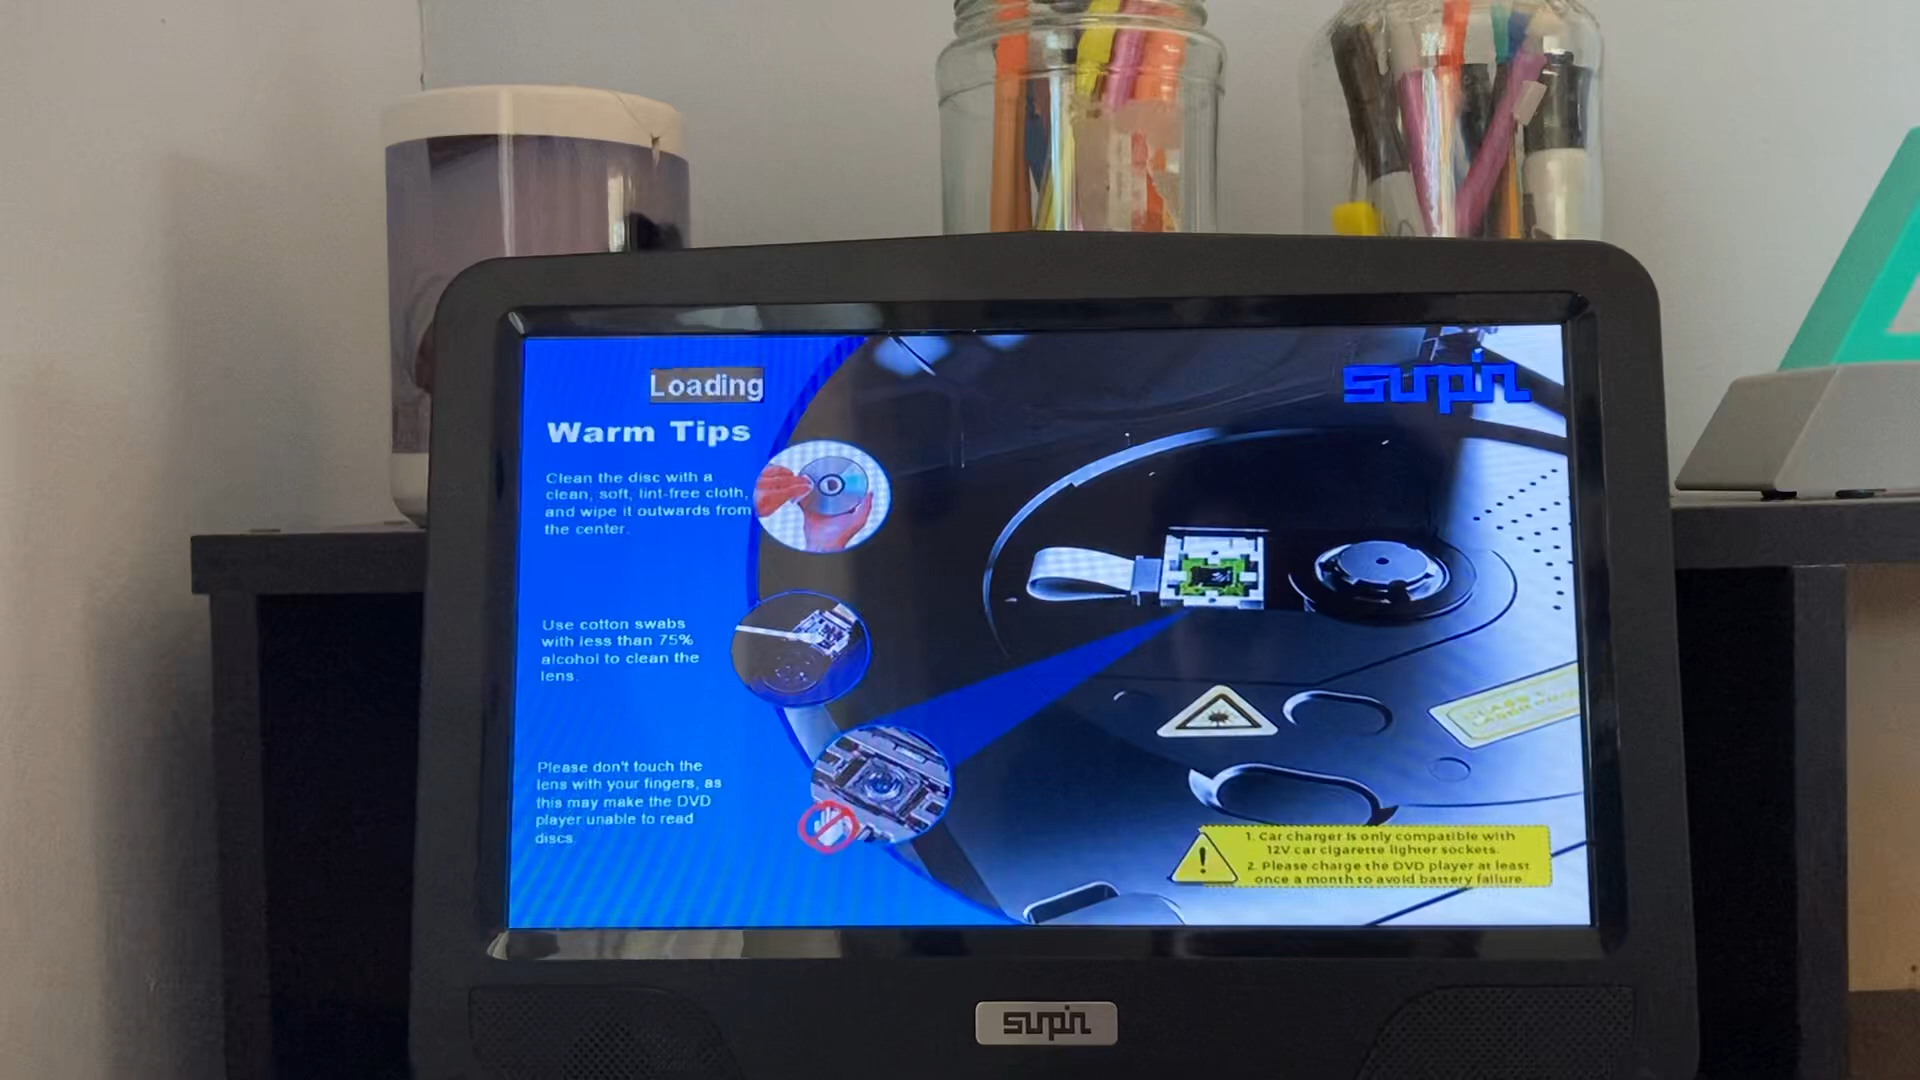 Loading
Warm Tips
Clean the disc with a
clean, soft, lint-free cloth,
and wipe it outwards from
the center.
Use cotton swabs
with less than 75%
alcohol to clean the
lens.
Please don't touch the
lens with your fingers, as
this may make the DVD
player unable to read
discs.
supin
1. Car charger is only compatible with
12V car cigarette lighter sockets.
2. Please charge the DVD player at least
once a month to avoid battery failure.
supin